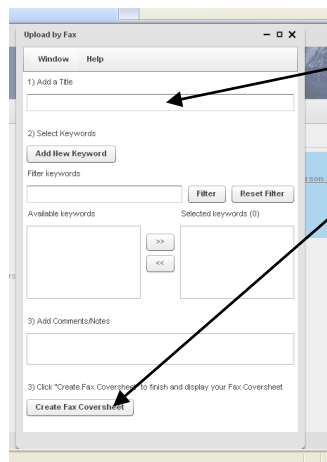 Upload by Fax
Window Help
1) Add a Title
2) Select Keywords
Add New Keyword
Filter keywords
Filter Reset Filter
Available keywords Selected keywords (0)
>>
<<
3) Add Comments/Notes
3) Click "Create Fax Coversheet" to finish and display your Fax Coversheet
Create Fax Coversheet